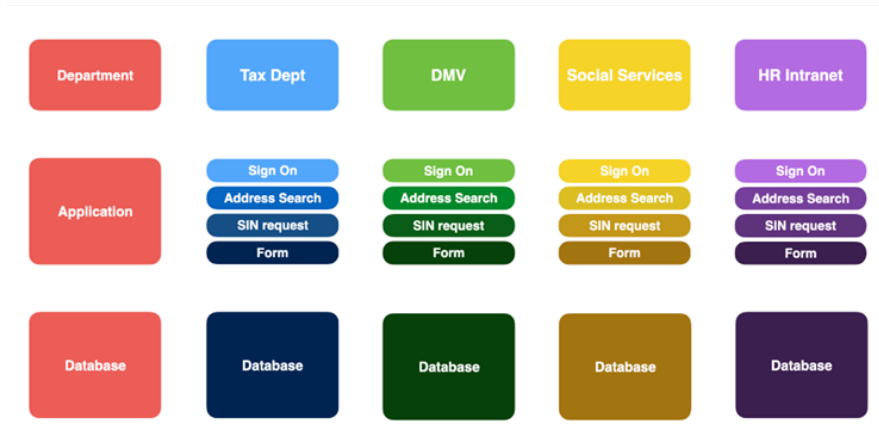 Department
Tax Dept
DMV
Social Services
HR Intranet
Application
Sign On
Address Search
SIN request
Form
Sign On
Address Search
SIN request
Form
Sign On
Address Search
SIN request
Form
Sign On
Address Search
SIN request
Form
Database
Database
Database
Database
Database